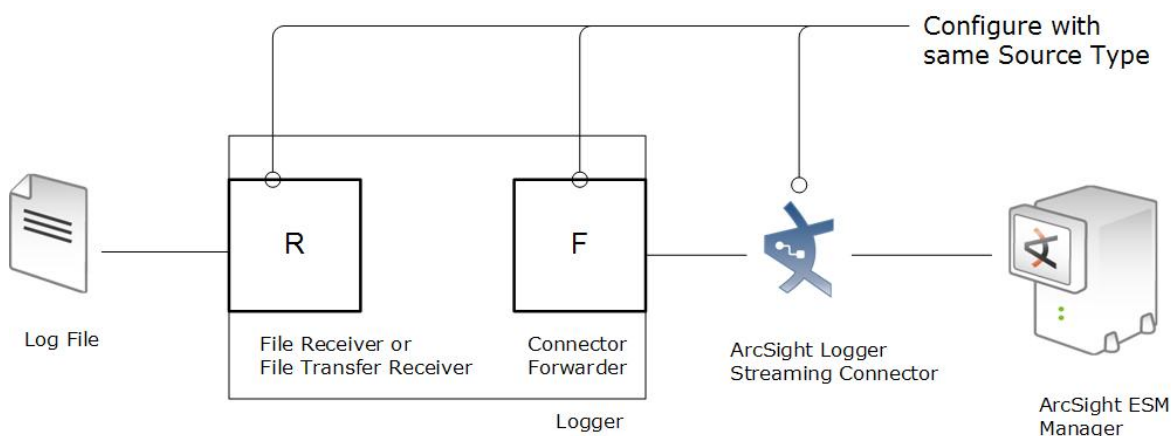 Configure with
same Source Type
R
F
Log File
File Receiver or
File Transfer Receiver
Connector
Forwarder
ArcSight Logger
Streaming Connector
Logger
ArcSight ESM
Manager